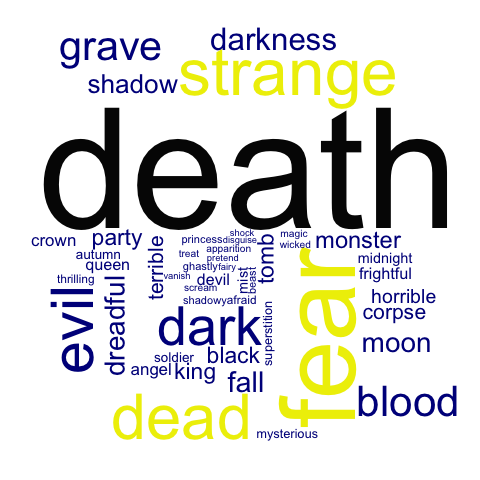 grave
darkness
strange
shadow
death
crown
party
autumn
queen
thrilling
dreadful
evil
terrible
princess
shock
disguise
treat
apparition
pretend
ghastly
fairy
vanish
devil
scream
shadowy
afraid
mist
beast
tomb
magic
wicked
monster
midnight
frightful
fear
horrible
corpse
superstition
dark
soldier
black
angel
king
fall
moon
dead
blood
mysterious